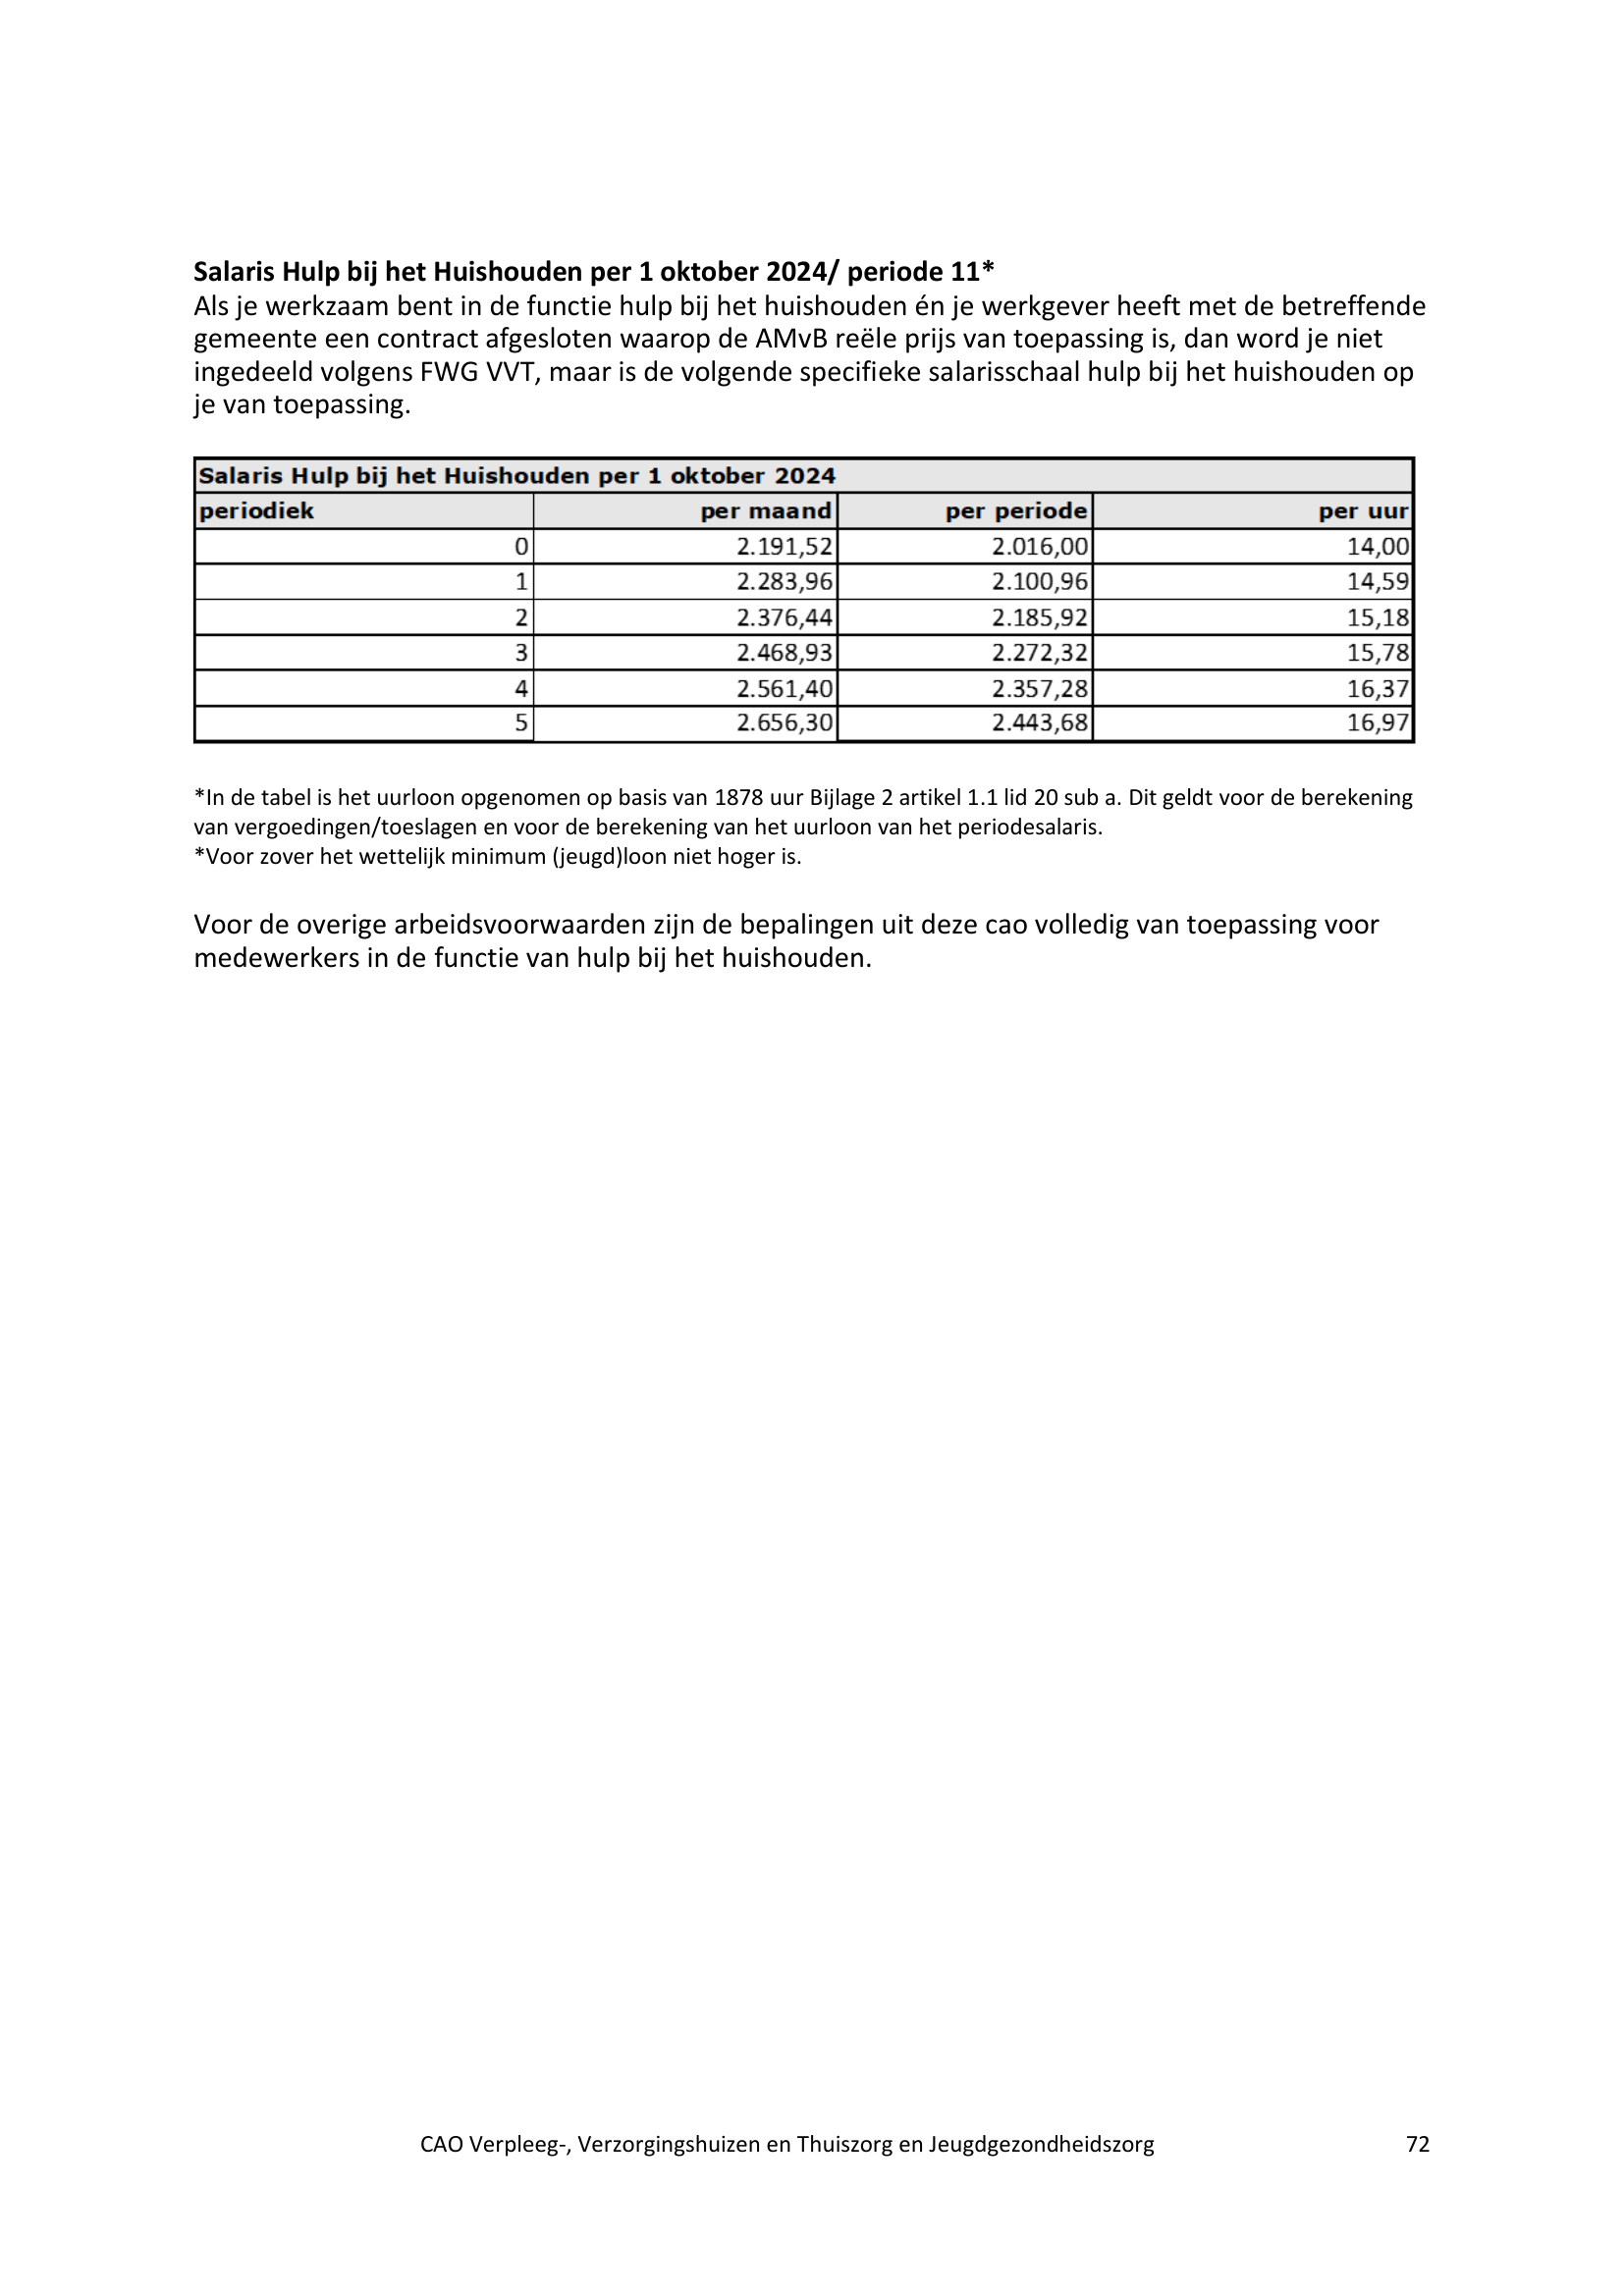 Salaris Hulp bij het Huishouden per 1 oktober 2024/ periode 11*
Als je werkzaam bent in de functie hulp bij het huishouden én je werkgever heeft met de betreffende
gemeente een contract afgesloten waarop de AMvB reële prijs van toepassing is, dan word je niet
ingedeeld volgens FWG VVT, maar is de volgende specifieke salarisschaal hulp bij het huishouden op
je van toepassing.
Salaris Hulp bij het Huishouden per 1 oktober 2024
periodiek per maand per periode per uur
0 2.191,52 2.016,00 14,00
1 2.283,96 2.100,96 14,59
2 2.376,44 2.185,92 15,18
3 2.468,93 2.272,32 15,78
4 2.561,40 2.357,28 16,37
5 2.656,30 2.443,68 16,97
*In de tabel is het uurloon opgenomen op basis van 1878 uur Bijlage 2 artikel 1.1 lid 20 sub a. Dit geldt voor de berekening
van vergoedingen/toeslagen en voor de berekening van het uurloon van het periodesalaris.
*Voor zover het wettelijk minimum (jeugd)loon niet hoger is.
Voor de overige arbeidsvoorwaarden zijn de bepalingen uit deze cao volledig van toepassing voor
medewerkers in de functie van hulp bij het huishouden.
CAO Verpleeg-, Verzorgingshuizen en Thuiszorg en Jeugdgezondheidszorg 72